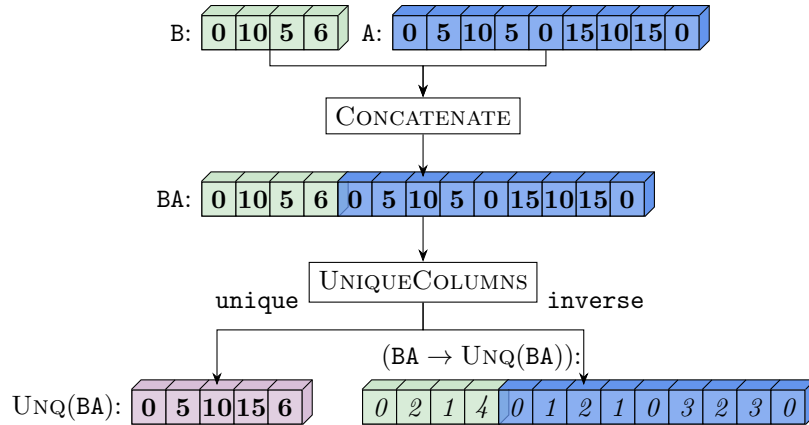 B: 0 10 5 6 A: 0 5 10 5 0 15 10 15 0
CONCATENATE
BA: 0 10 5 6 0 5 10 5 0 15 10 15 0
UNIQUECOLUMNS
unique inverse
(BA → UNQ(BA)):
UNQ(BA): 0 5 10 15 6 0 2 1 4 0 1 2 1 0 3 2 3 0